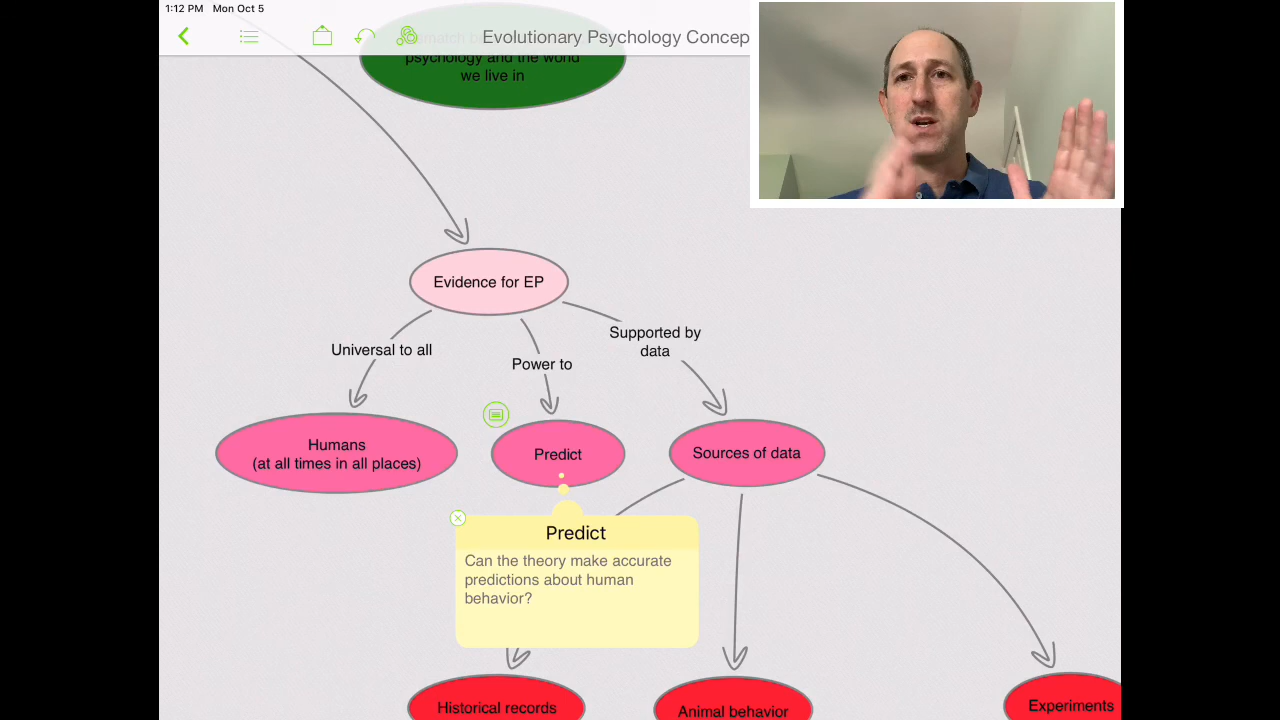 1:12 PM Mon Oct 5
Evolutionary Psychology Concep
psychology and the world
we live in
Evidence for EP
Universal to all
Power to
Supported by
data
Humans
(at all times in all places)
Predict
Sources of data
Predict
Can the theory make accurate
predictions about human
behavior?
Historical records
Animal behavior
Experiments